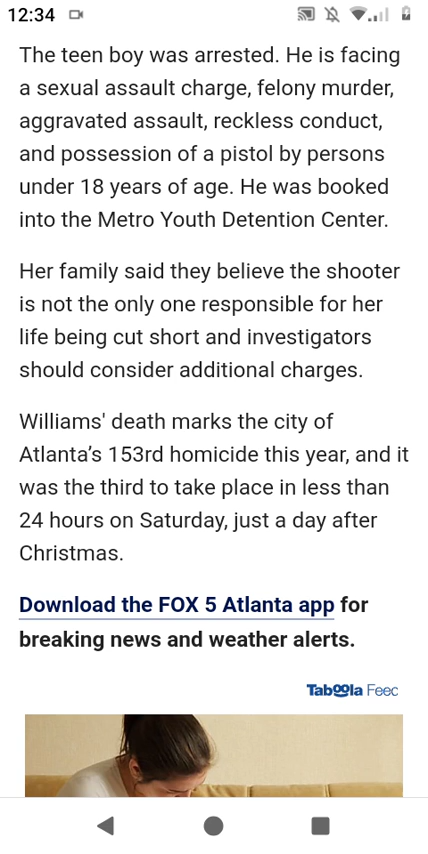 12:34
The teen boy was arrested. He is facing
a sexual assault charge, felony murder,
aggravated assault, reckless conduct,
and possession of a pistol by persons
under 18 years of age. He was booked
into the Metro Youth Detention Center.
Her family said they believe the shooter
is not the only one responsible for her
life being cut short and investigators
should consider additional charges.
Williams' death marks the city of
Atlanta’s 153rd homicide this year, and it
was the third to take place in less than
24 hours on Saturday, just a day after
Christmas.
Download the FOX 5 Atlanta app for
breaking news and weather alerts.
Taboola Feed